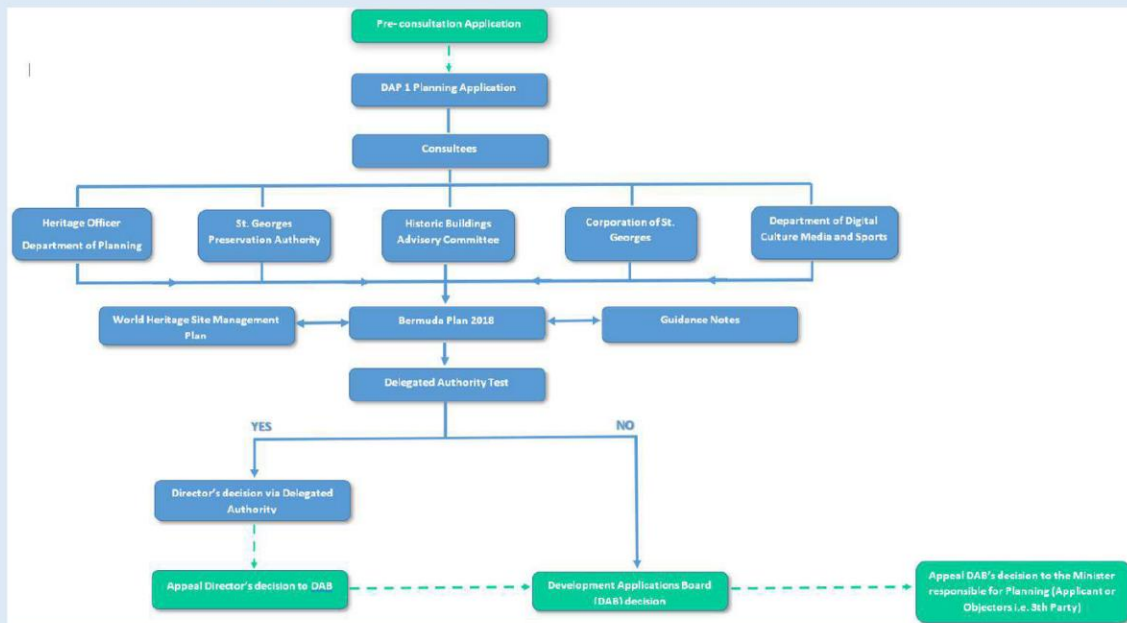 Pre- consultation Application
DAP 1 Planning Application
Consultees
Heritage Officer
Department of Planning
St. Georges
Preservation Authority
Historic Buildings
Advisory Committee
Corporation of St.
Georges
Department of Digital
Culture Media and Sports
World Heritage Site Management
Plan
Bermuda Plan 2018
Guidance Notes
Delegated Authority Test
YES
NO
Director's decision via Delegated
Authority
Appeal Director's decision to DAB
Development Applications Board
(DAB) decision
Appeal DAB's decision to the Minister
responsible for Planning (Applicant or
Objectors i.e. 3th Party)